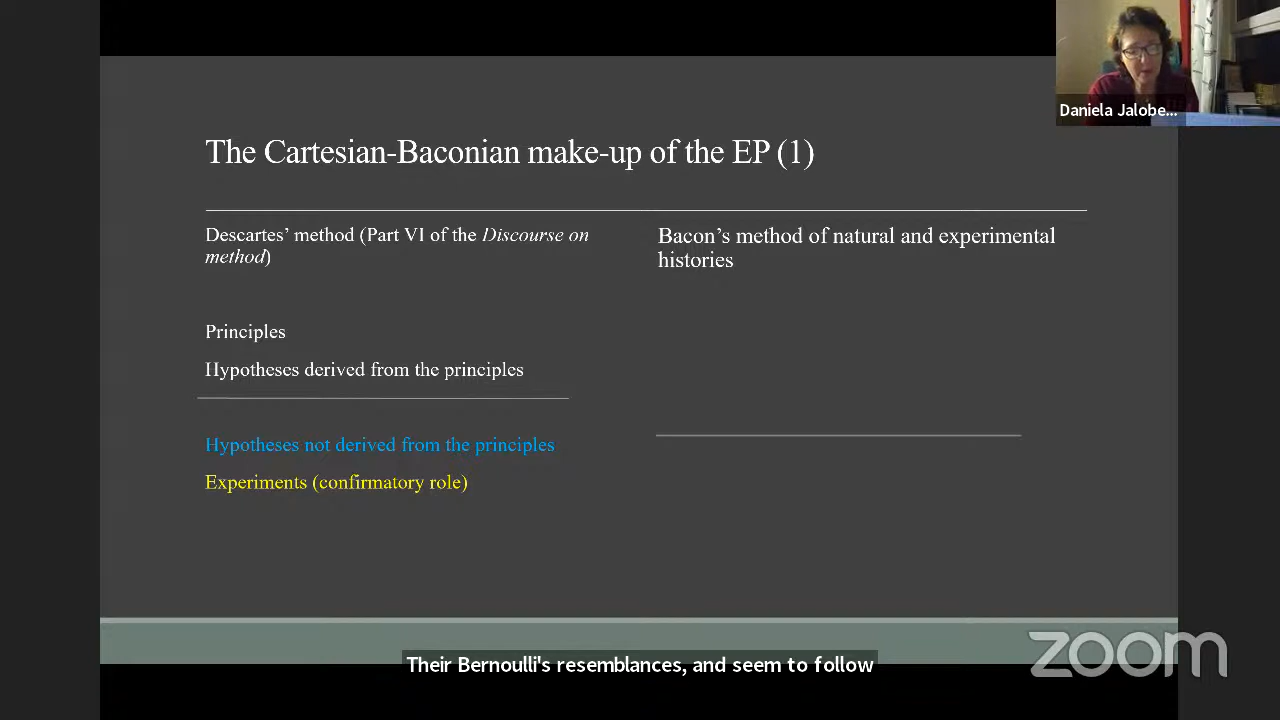 Daniela Jalobe...
The Cartesian-Baconian make-up of the EP (1)
Descartes’ method (Part VI of the Discourse on
method)
Principles
Hypotheses derived from the principles
Hypotheses not derived from the principles
Experiments (confirmatory role)
Bacon’s method of natural and experimental
histories
Their Bernoulli's resemblances, and seem to follow
zoom